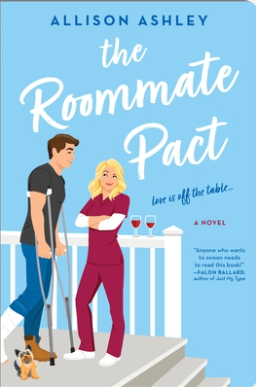 ALLISON ASHLEY
the
Roommate
Pact
love is off the table...
A NOVEL
"Anyone who wants
to swoon needs
to read this book!"
—FALON BALLARD,
author of Just My Type